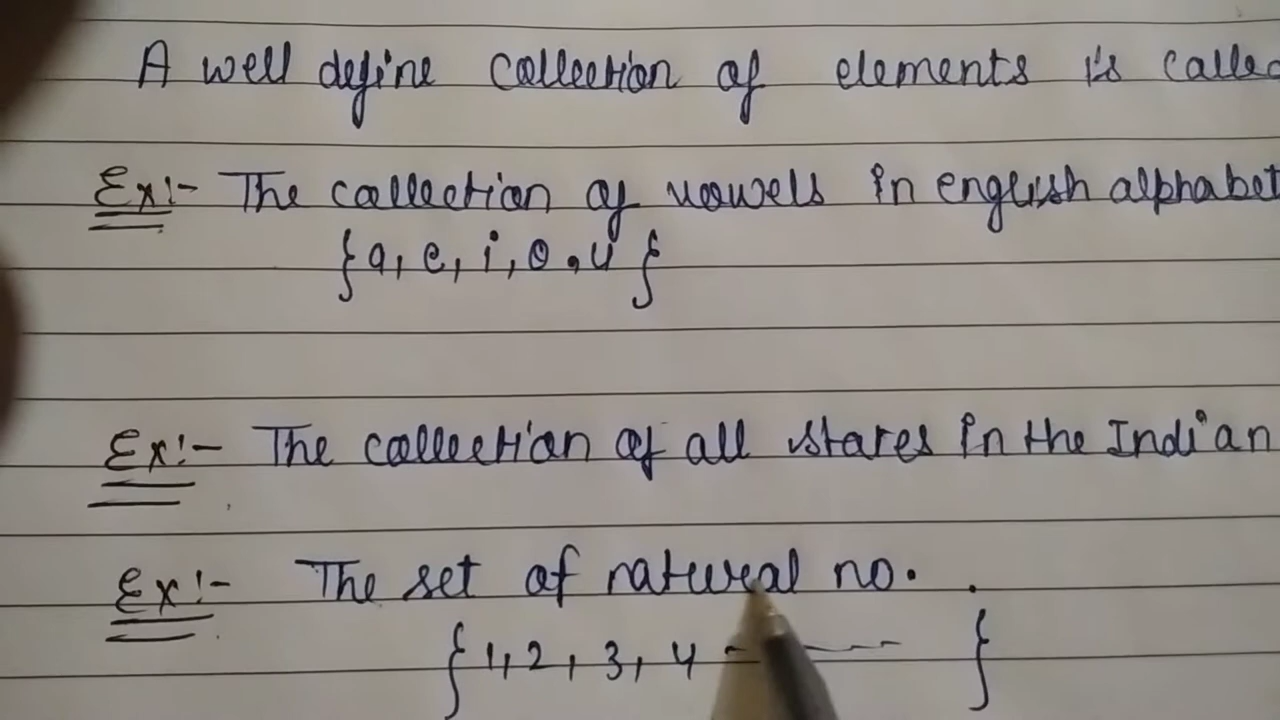 A well define collection of elements is called
Ex:- The collection of vowels in english alphabet
{a, e, i, o, u}
Ex:- The collection of all states in the Indian
Ex:- The set of natural no.
{1, 2, 3, 4 - ---- }